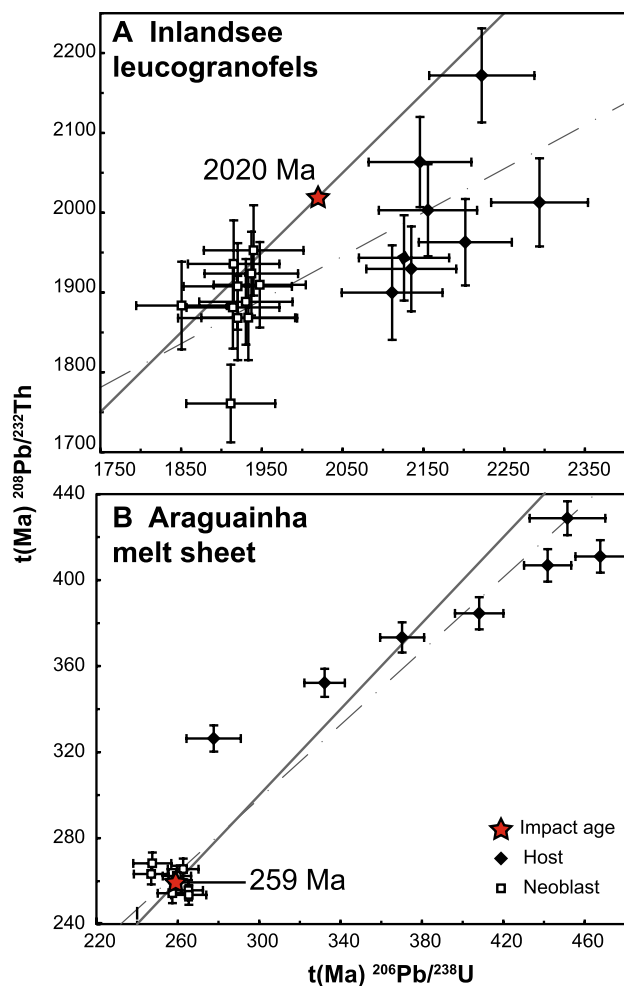 A Inlandsee
leucogranofels
2200
2100
2000
1900
1800
1700
2020 Ma
1750 1850 1950 2050 2150 2250 2350
t(Ma) ²⁰⁸Pb/²³²Th
B Araguainha
melt sheet
440
400
360
320
280
240
259 Ma
Impact age
Host
Neoblast
220 260 300 340 380 420 460
t(Ma) ²⁰⁶Pb/²³⁸U